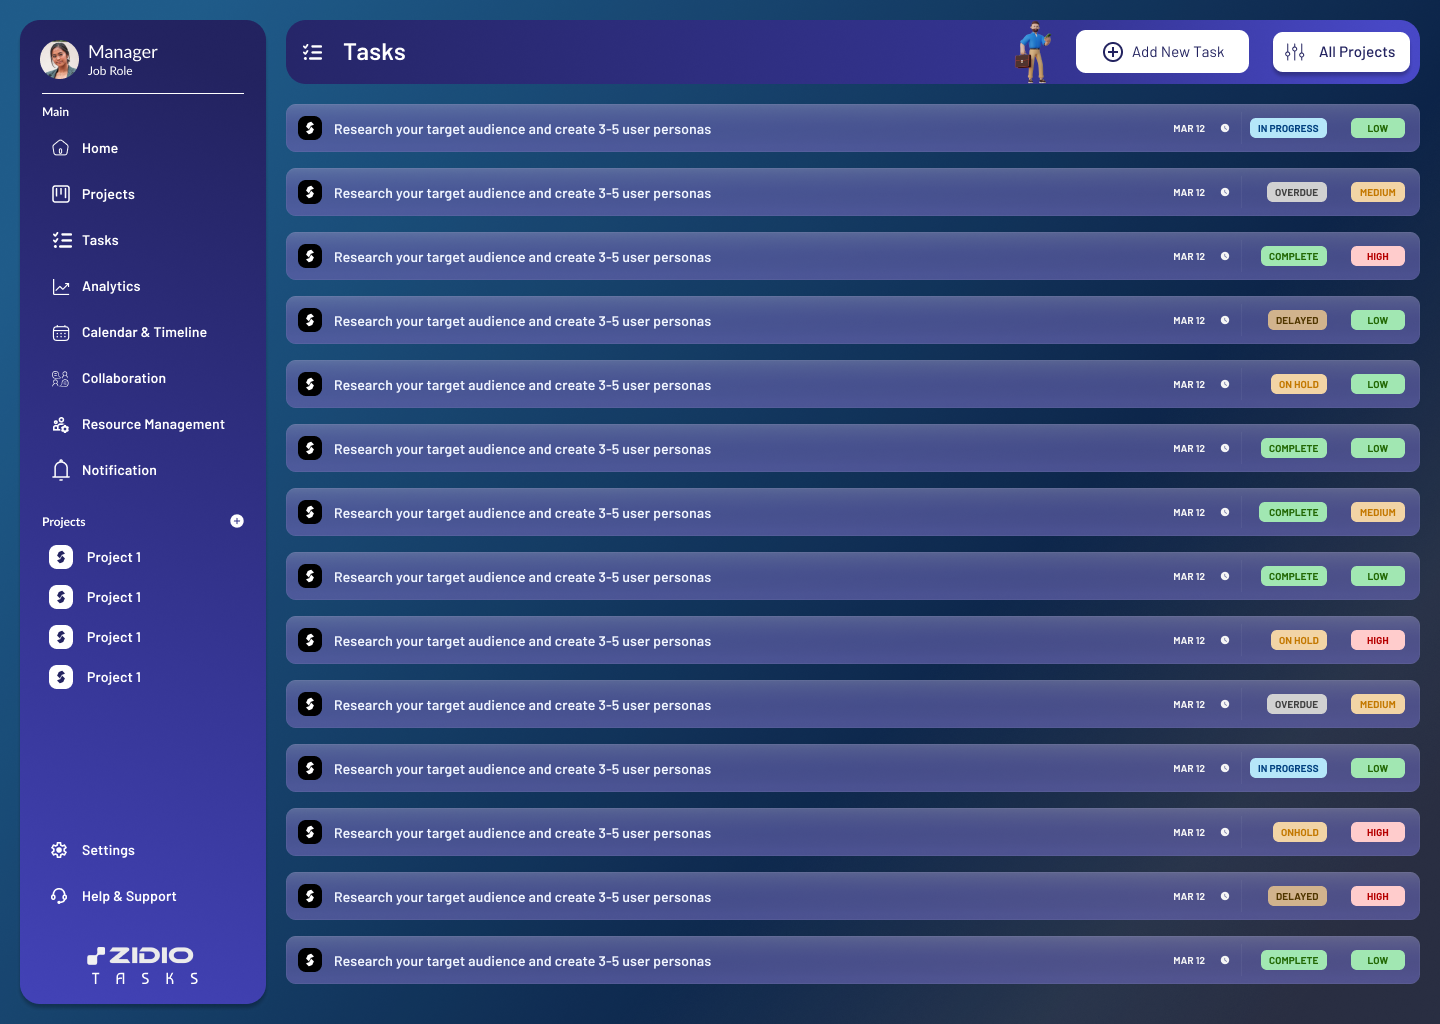 Manager
Job Role
Main
Home
Projects
Tasks
Analytics
Calendar & Timeline
Collaboration
Resource Management
Notification
Projects
Project 1
Project 1
Project 1
Project 1
Settings
Help & Support
ZIDIO
TASKS
Tasks
Add New Task
All Projects
Research your target audience and create 3-5 user personas MAR 12 IN PROGRESS LOW
Research your target audience and create 3-5 user personas MAR 12 OVERDUE MEDIUM
Research your target audience and create 3-5 user personas MAR 12 COMPLETE HIGH
Research your target audience and create 3-5 user personas MAR 12 DELAYED LOW
Research your target audience and create 3-5 user personas MAR 12 ON HOLD LOW
Research your target audience and create 3-5 user personas MAR 12 COMPLETE LOW
Research your target audience and create 3-5 user personas MAR 12 COMPLETE MEDIUM
Research your target audience and create 3-5 user personas MAR 12 COMPLETE LOW
Research your target audience and create 3-5 user personas MAR 12 ON HOLD HIGH
Research your target audience and create 3-5 user personas MAR 12 OVERDUE MEDIUM
Research your target audience and create 3-5 user personas MAR 12 IN PROGRESS LOW
Research your target audience and create 3-5 user personas MAR 12 ONHOLD HIGH
Research your target audience and create 3-5 user personas MAR 12 DELAYED HIGH
Research your target audience and create 3-5 user personas MAR 12 COMPLETE LOW